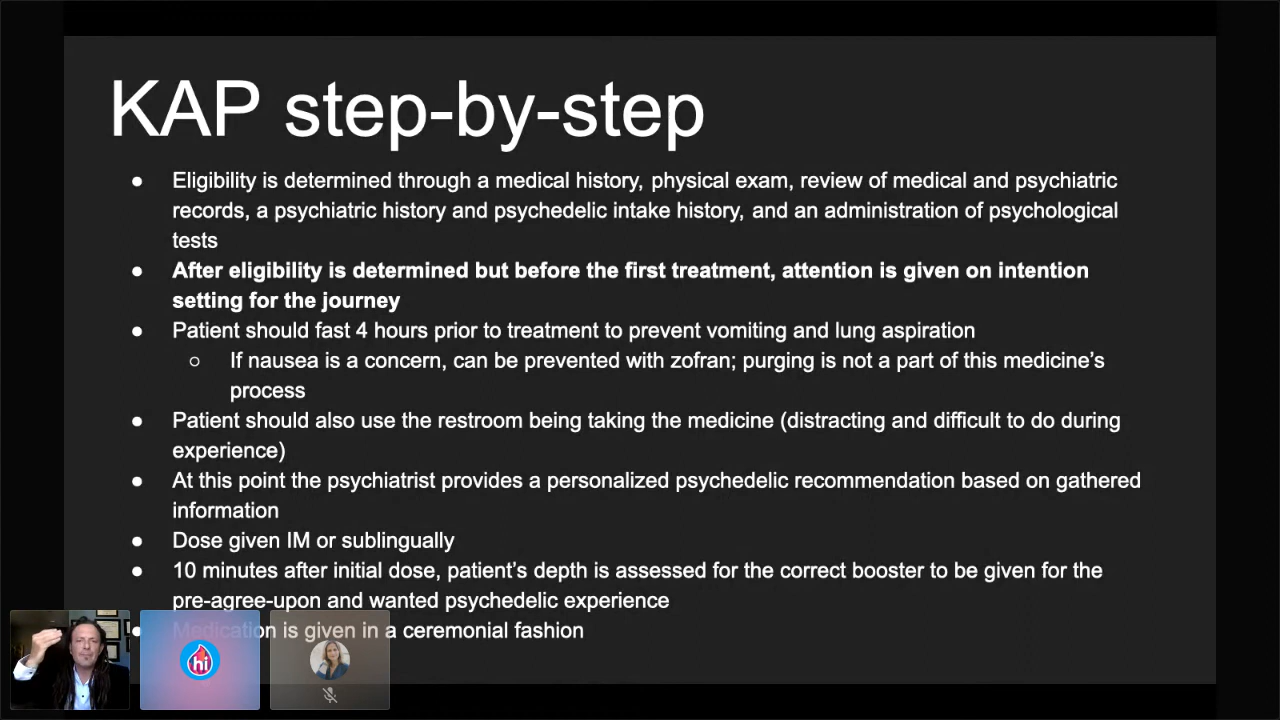 KAP step-by-step
● Eligibility is determined through a medical history, physical exam, review of medical and psychiatric
records, a psychiatric history and psychedelic intake history, and an administration of psychological
tests
● After eligibility is determined but before the first treatment, attention is given on intention
setting for the journey
● Patient should fast 4 hours prior to treatment to prevent vomiting and lung aspiration
○ If nausea is a concern, can be prevented with zofran; purging is not a part of this medicine's
process
● Patient should also use the restroom being taking the medicine (distracting and difficult to do during
experience)
● At this point the psychiatrist provides a personalized psychedelic recommendation based on gathered
information
● Dose given IM or sublingually
● 10 minutes after initial dose, patient's depth is assessed for the correct booster to be given for the
pre-agree-upon and wanted psychedelic experience
● Medication is given in a ceremonial fashion
hi